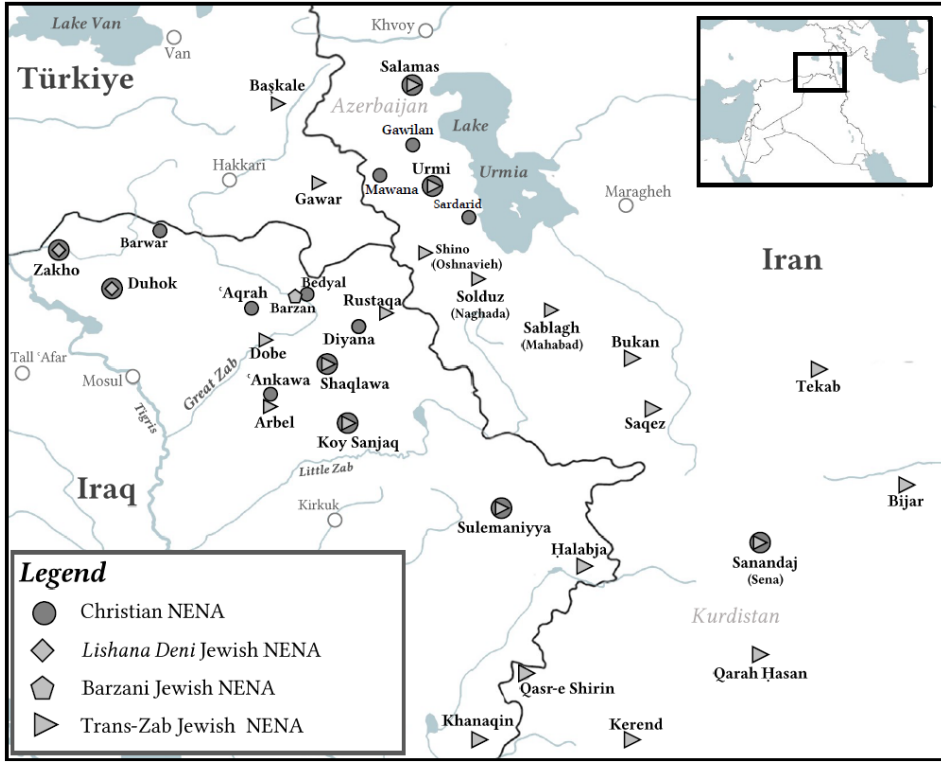 Lake Van
Van
Khvoy
Türkiye
Salamas
Başkale
Azerbaijan
Gawilan
Lake
Urmia
Hakkari
Urmi
Mawana
Gawar
Sardarid
Maragheh
Barwar
Zakho
Shino
(Oshnavieh)
Iran
Duhok
Bedyal
ʿAqrah
Barzan
Rustaqa
Solduz
(Naghada)
Sablagh
(Mahabad)
Diyana
Dobe
Bukan
Tall ʿAfar
Mosul
Great Zab
Shaqlawa
Tekab
ʿAnkawa
Tigris
Arbel
Saqez
Koy Sanjaq
Little Zab
Iraq
Kirkuk
Bijar
Sulemaniyya
Ḥalabja
Sanandaj
(Sena)
Kurdistan
Qarah Ḥasan
Qasr-e Shirin
Khanaqin
Kerend
Legend
Christian NENA
Lishana Deni Jewish NENA
Barzani Jewish NENA
Trans-Zab Jewish NENA